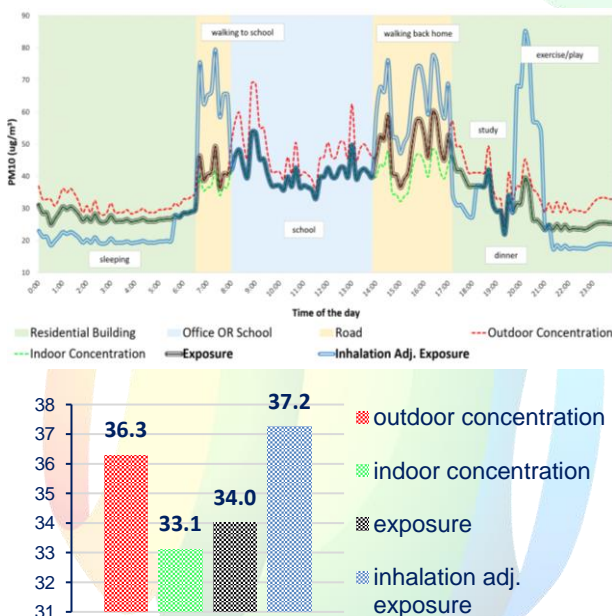 walking to school
walking back home
exercise/play
study
sleeping
school
dinner
PM10 (ug/m³)
90
80
70
60
50
40
30
20
10
0:00
1:00
2:00
3:00
4:00
5:00
6:00
7:00
8:00
9:00
10:00
11:00
12:00
13:00
14:00
15:00
16:00
17:00
18:00
19:00
20:00
21:00
22:00
23:00
Time of the day
Residential Building
Office OR School
Road
Outdoor Concentration
Indoor Concentration
Exposure
Inhalation Adj. Exposure
38
37
36
35
34
33
32
31
36.3
33.1
34.0
37.2
outdoor concentration
indoor concentration
exposure
inhalation adj.
exposure